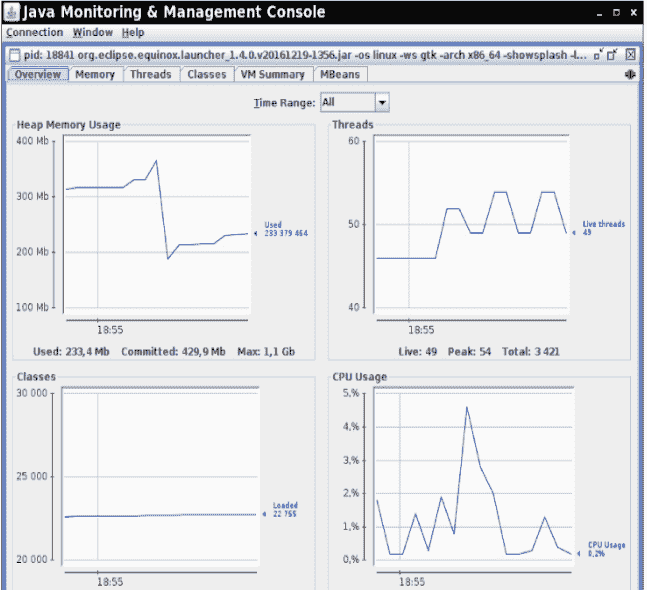 Java Monitoring & Management Console
Connection Window Help
pid: 18841 org.eclipse.equinox.launcher_1.4.0.v20161219-1356.jar -os linux -ws gtk -arch x86_64 -showsplash -l...
Overview Memory Threads Classes VM Summary MBeans
Time Range: All
Heap Memory Usage
400 Mb
300 Mb
200 Mb
100 Mb
Used
233 379 464
18:55
Used: 233,4 Mb Committed: 429,9 Mb Max: 1,1 Gb
Threads
60
50
40
Live threads
49
18:55
Live: 49 Peak: 54 Total: 3 421
Classes
30 000
25 000
20 000
Loaded
22 755
18:55
CPU Usage
5,%
4,%
3,%
2,%
1,%
0,%
CPU Usage
0,2%
18:55